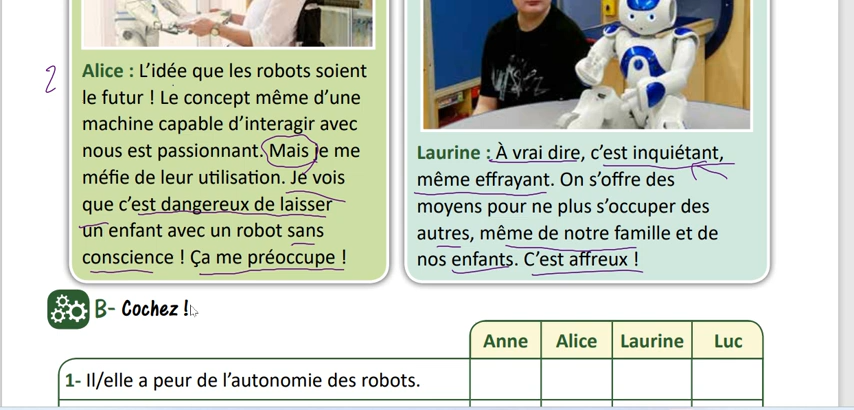 2
Alice : L'idée que les robots soient
le futur ! Le concept même d'une
machine capable d'interagir avec
nous est passionnant. Mais je me
méfie de leur utilisation. Je vois
que c'est dangereux de laisser
un enfant avec un robot sans
conscience ! Ça me préoccupe !
Laurine : À vrai dire, c'est inquiétant,
même effrayant. On s'offre des
moyens pour ne plus s'occuper des
autres, même de notre famille et de
nos enfants. C'est affreux !
B- Cochez !
Anne Alice Laurine Luc
1- Il/elle a peur de l'autonomie des robots.